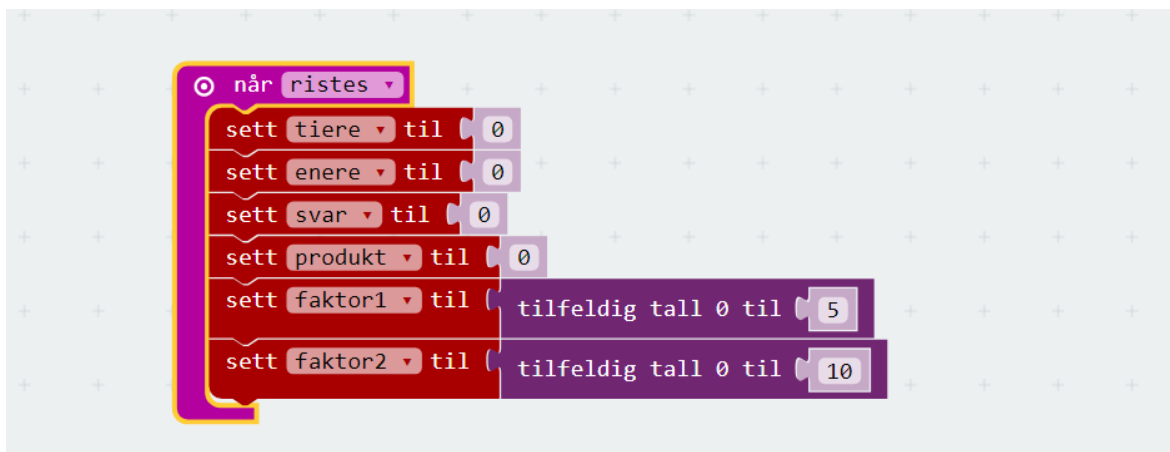 når ristes
sett tiere til 0
sett enere til 0
sett svar til 0
sett produkt til 0
sett faktor1 til tilfeldig tall 0 til 5
sett faktor2 til tilfeldig tall 0 til 10